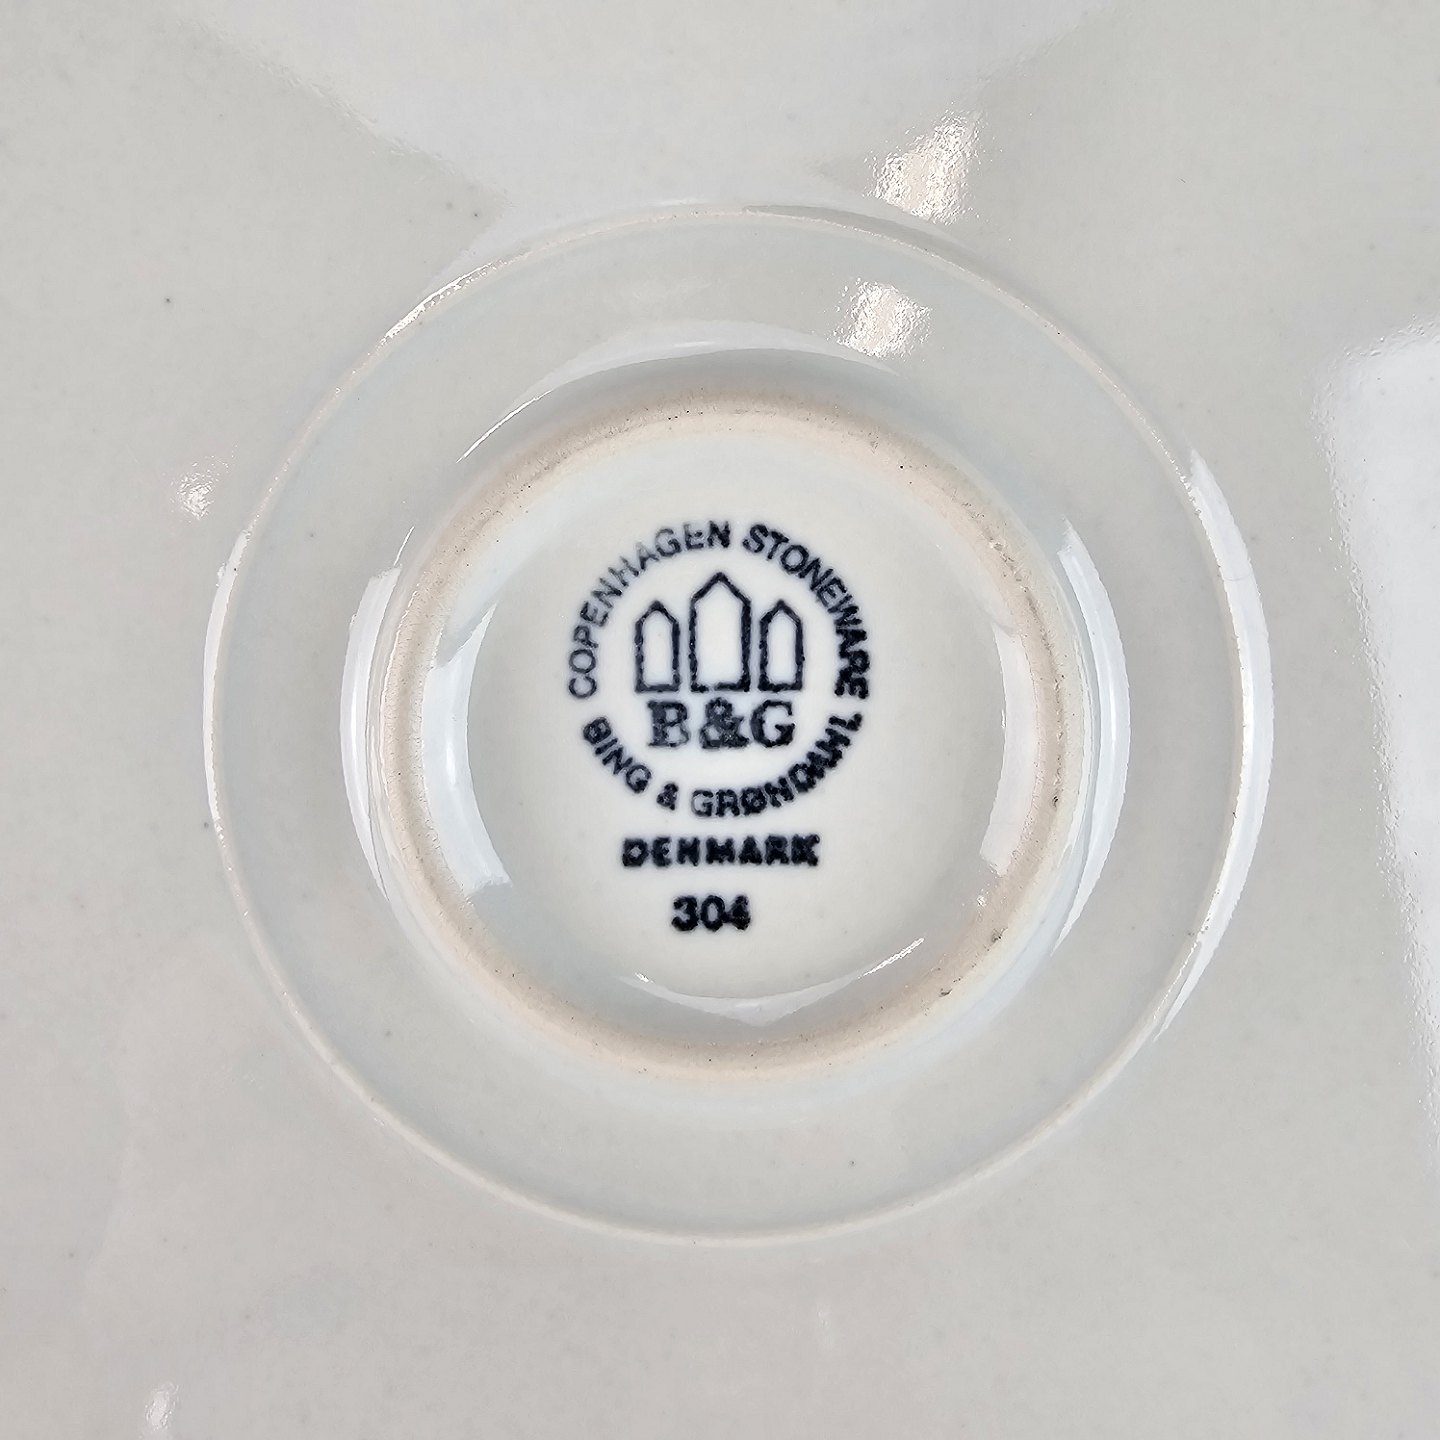 COPENHAGEN STONEWARE
B&G
BING & GRØNDAHL
DENMARK
304